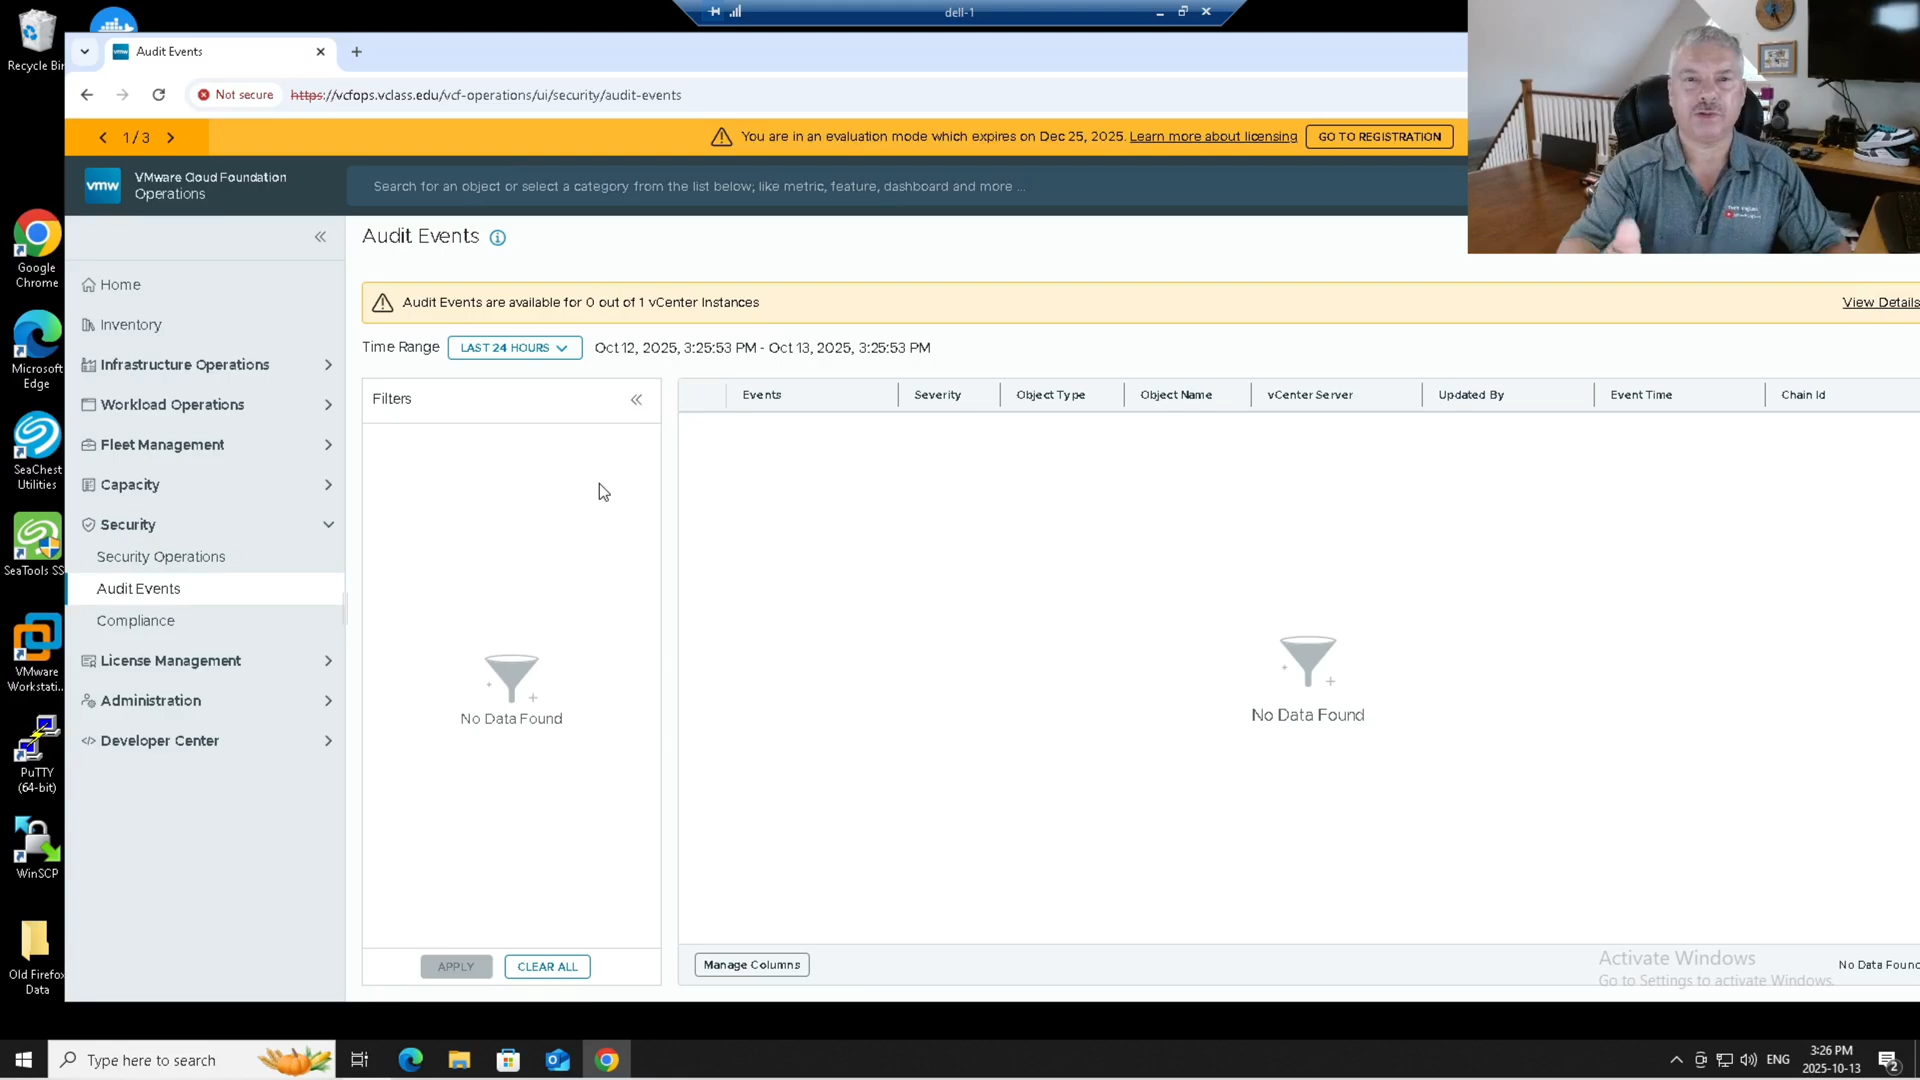 dell-1
Recycle Bin
Audit Events
Not secure
https://vcfops.vclass.edu/vcf-operations/ui/security/audit-events
1 / 3
You are in an evaluation mode which expires on Dec 25, 2025. Learn more about licensing
GO TO REGISTRATION
vmw
VMware Cloud Foundation
Operations
Search for an object or select a category from the list below; like metric, feature, dashboard and more ...
Audit Events
Audit Events are available for 0 out of 1 vCenter Instances
View Details
Time Range
LAST 24 HOURS
Oct 12, 2025, 3:25:53 PM - Oct 13, 2025, 3:25:53 PM
Home
Inventory
Infrastructure Operations
Workload Operations
Fleet Management
Capacity
Security
Security Operations
Audit Events
Compliance
License Management
Administration
Developer Center
Filters
No Data Found
APPLY
CLEAR ALL
Events
Severity
Object Type
Object Name
vCenter Server
Updated By
Event Time
Chain Id
No Data Found
Manage Columns
No Data Found
Activate Windows
Go to Settings to activate Windows.
Google
Chrome
Microsoft
Edge
SeaChest
Utilities
SeaTools SS
VMware
Workstati...
PuTTY
(64-bit)
WinSCP
Old Firefox
Data
Type here to search
ENG
3:26 PM
2025-10-13
2